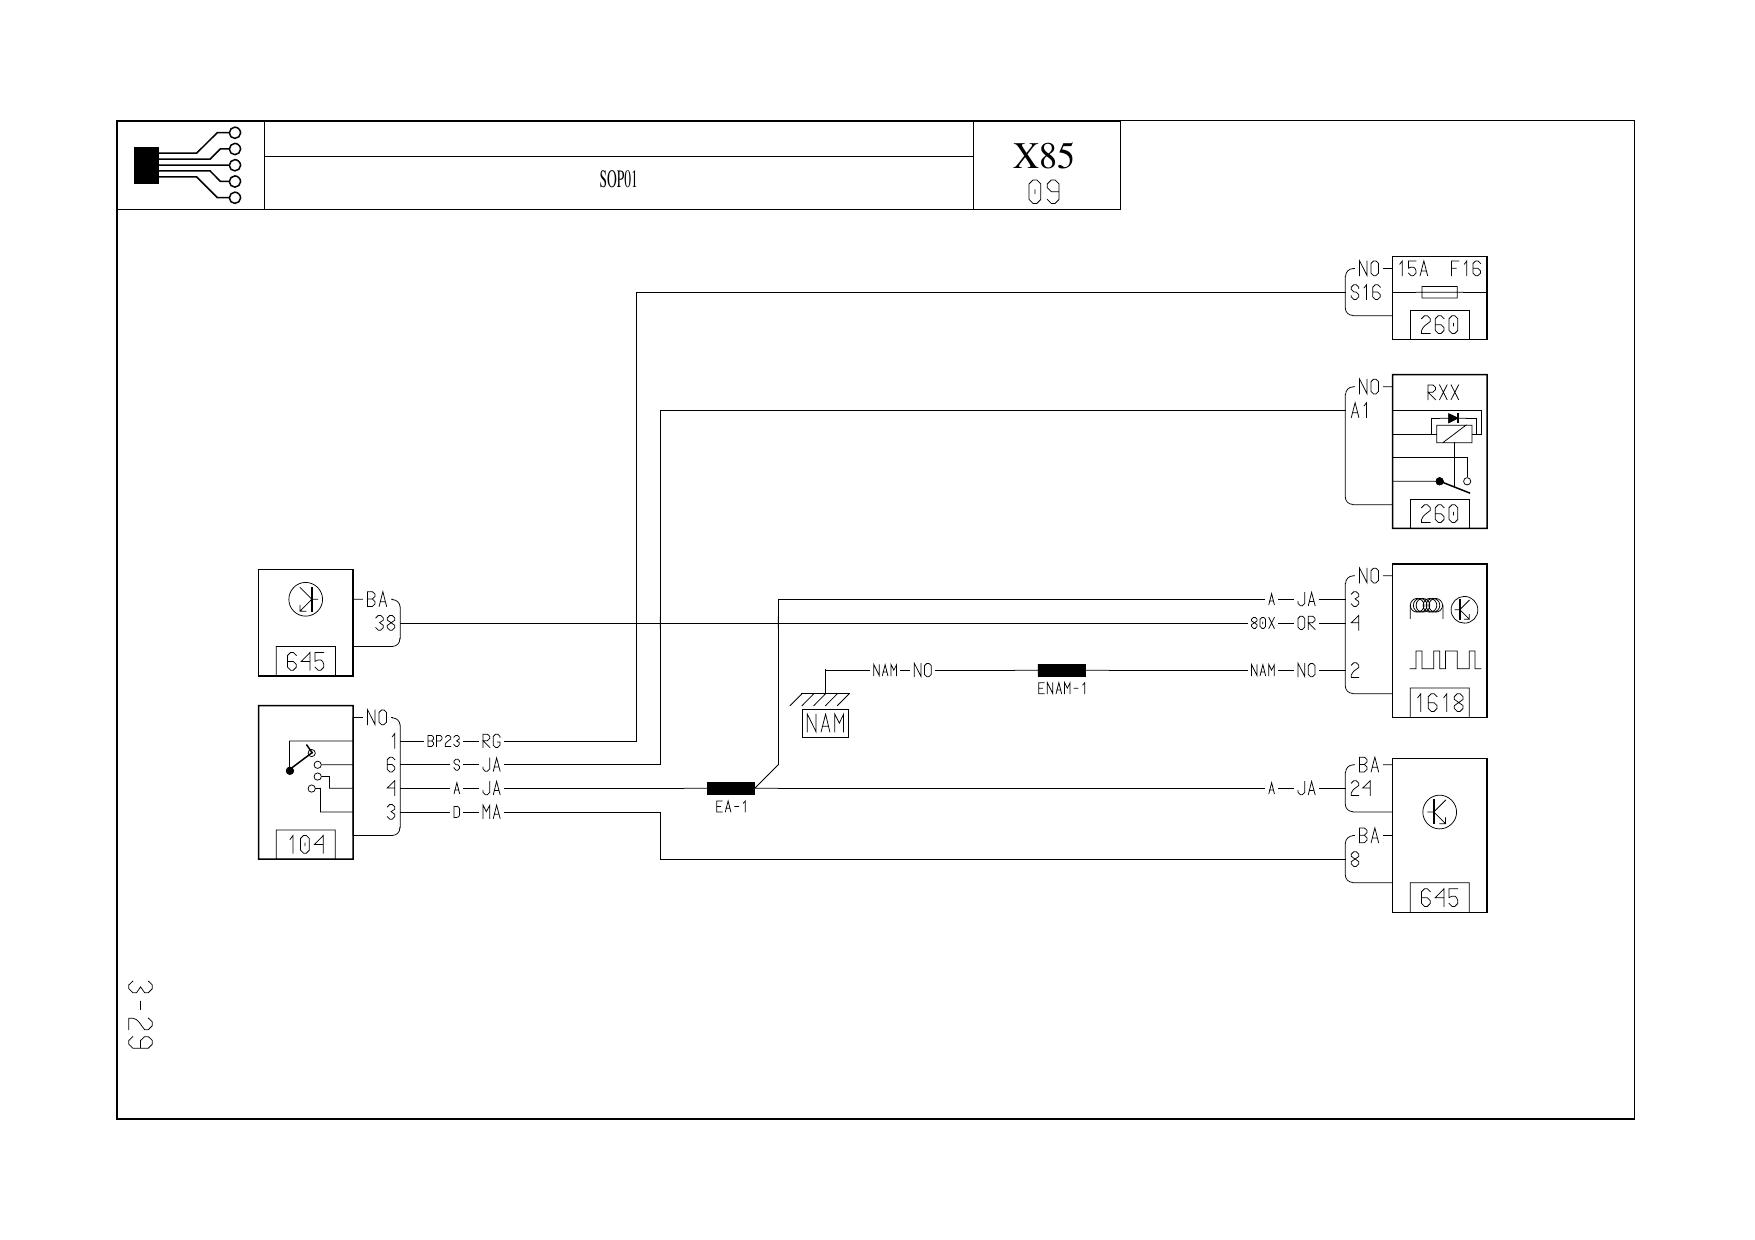 SOP01
X85
09
NO 15A F16
S16
260
NO RXX
A1
260
BA
38
645
NO
A JA 3
80X OR 4
NAM NO ENAM-1 NAM NO 2
1618
NAM
NO
1 BP23 RG
6 S JA
4 A JA
3 D MA
104
EA-1
BA
A JA 24
BA
8
645
3-29